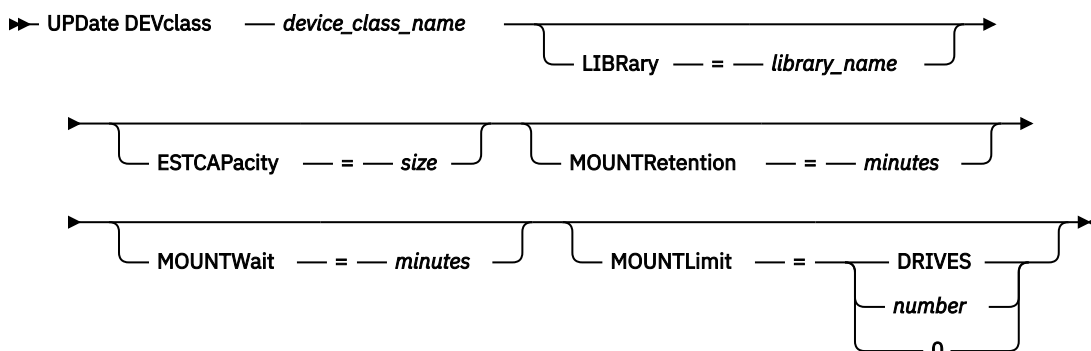 UPDate DEVclass device_class_name
LIBRary = library_name
ESTCAPacity = size MOUNTRetention = minutes
MOUNTWait = minutes MOUNTLimit = DRIVES
number
0